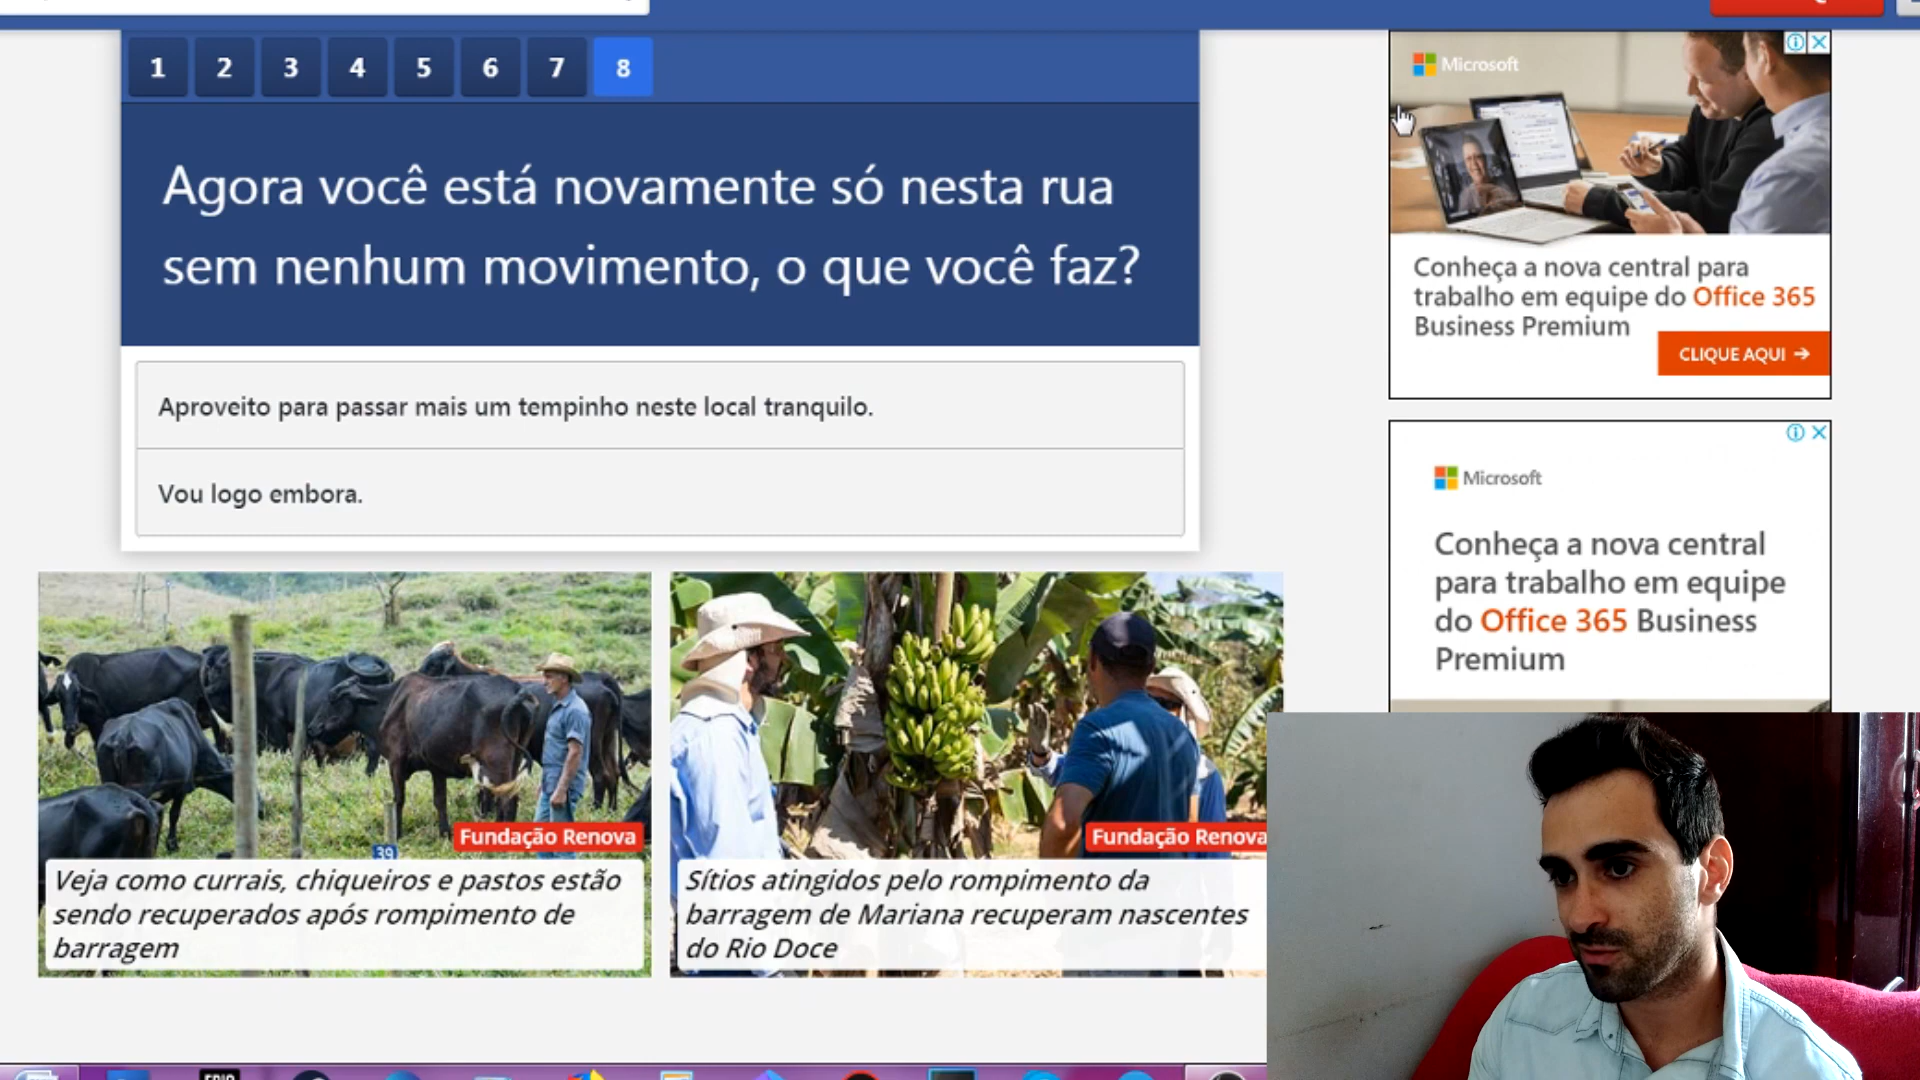 1 2 3 4 5 6 7 8
Agora você está novamente só nesta rua
sem nenhum movimento, o que você faz?
Aproveito para passar mais um tempinho neste local tranquilo.
Vou logo embora.
Microsoft
Conheça a nova central para
trabalho em equipe do Office 365
Business Premium
CLIQUE AQUI →
Microsoft
Conheça a nova central
para trabalho em equipe
do Office 365 Business
Premium
39
Fundação Renova
Veja como currais, chiqueiros e pastos estão
sendo recuperados após rompimento de
barragem
Fundação Renova
Sítios atingidos pelo rompimento da
barragem de Mariana recuperam nascentes
do Rio Doce